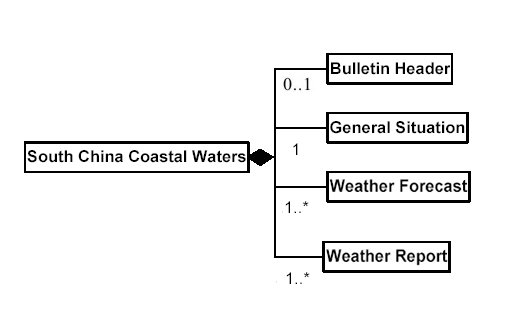 Bulletin Header
0..1
General Situation
1
South China Coastal Waters
Weather Forecast
1..*
Weather Report
1..*